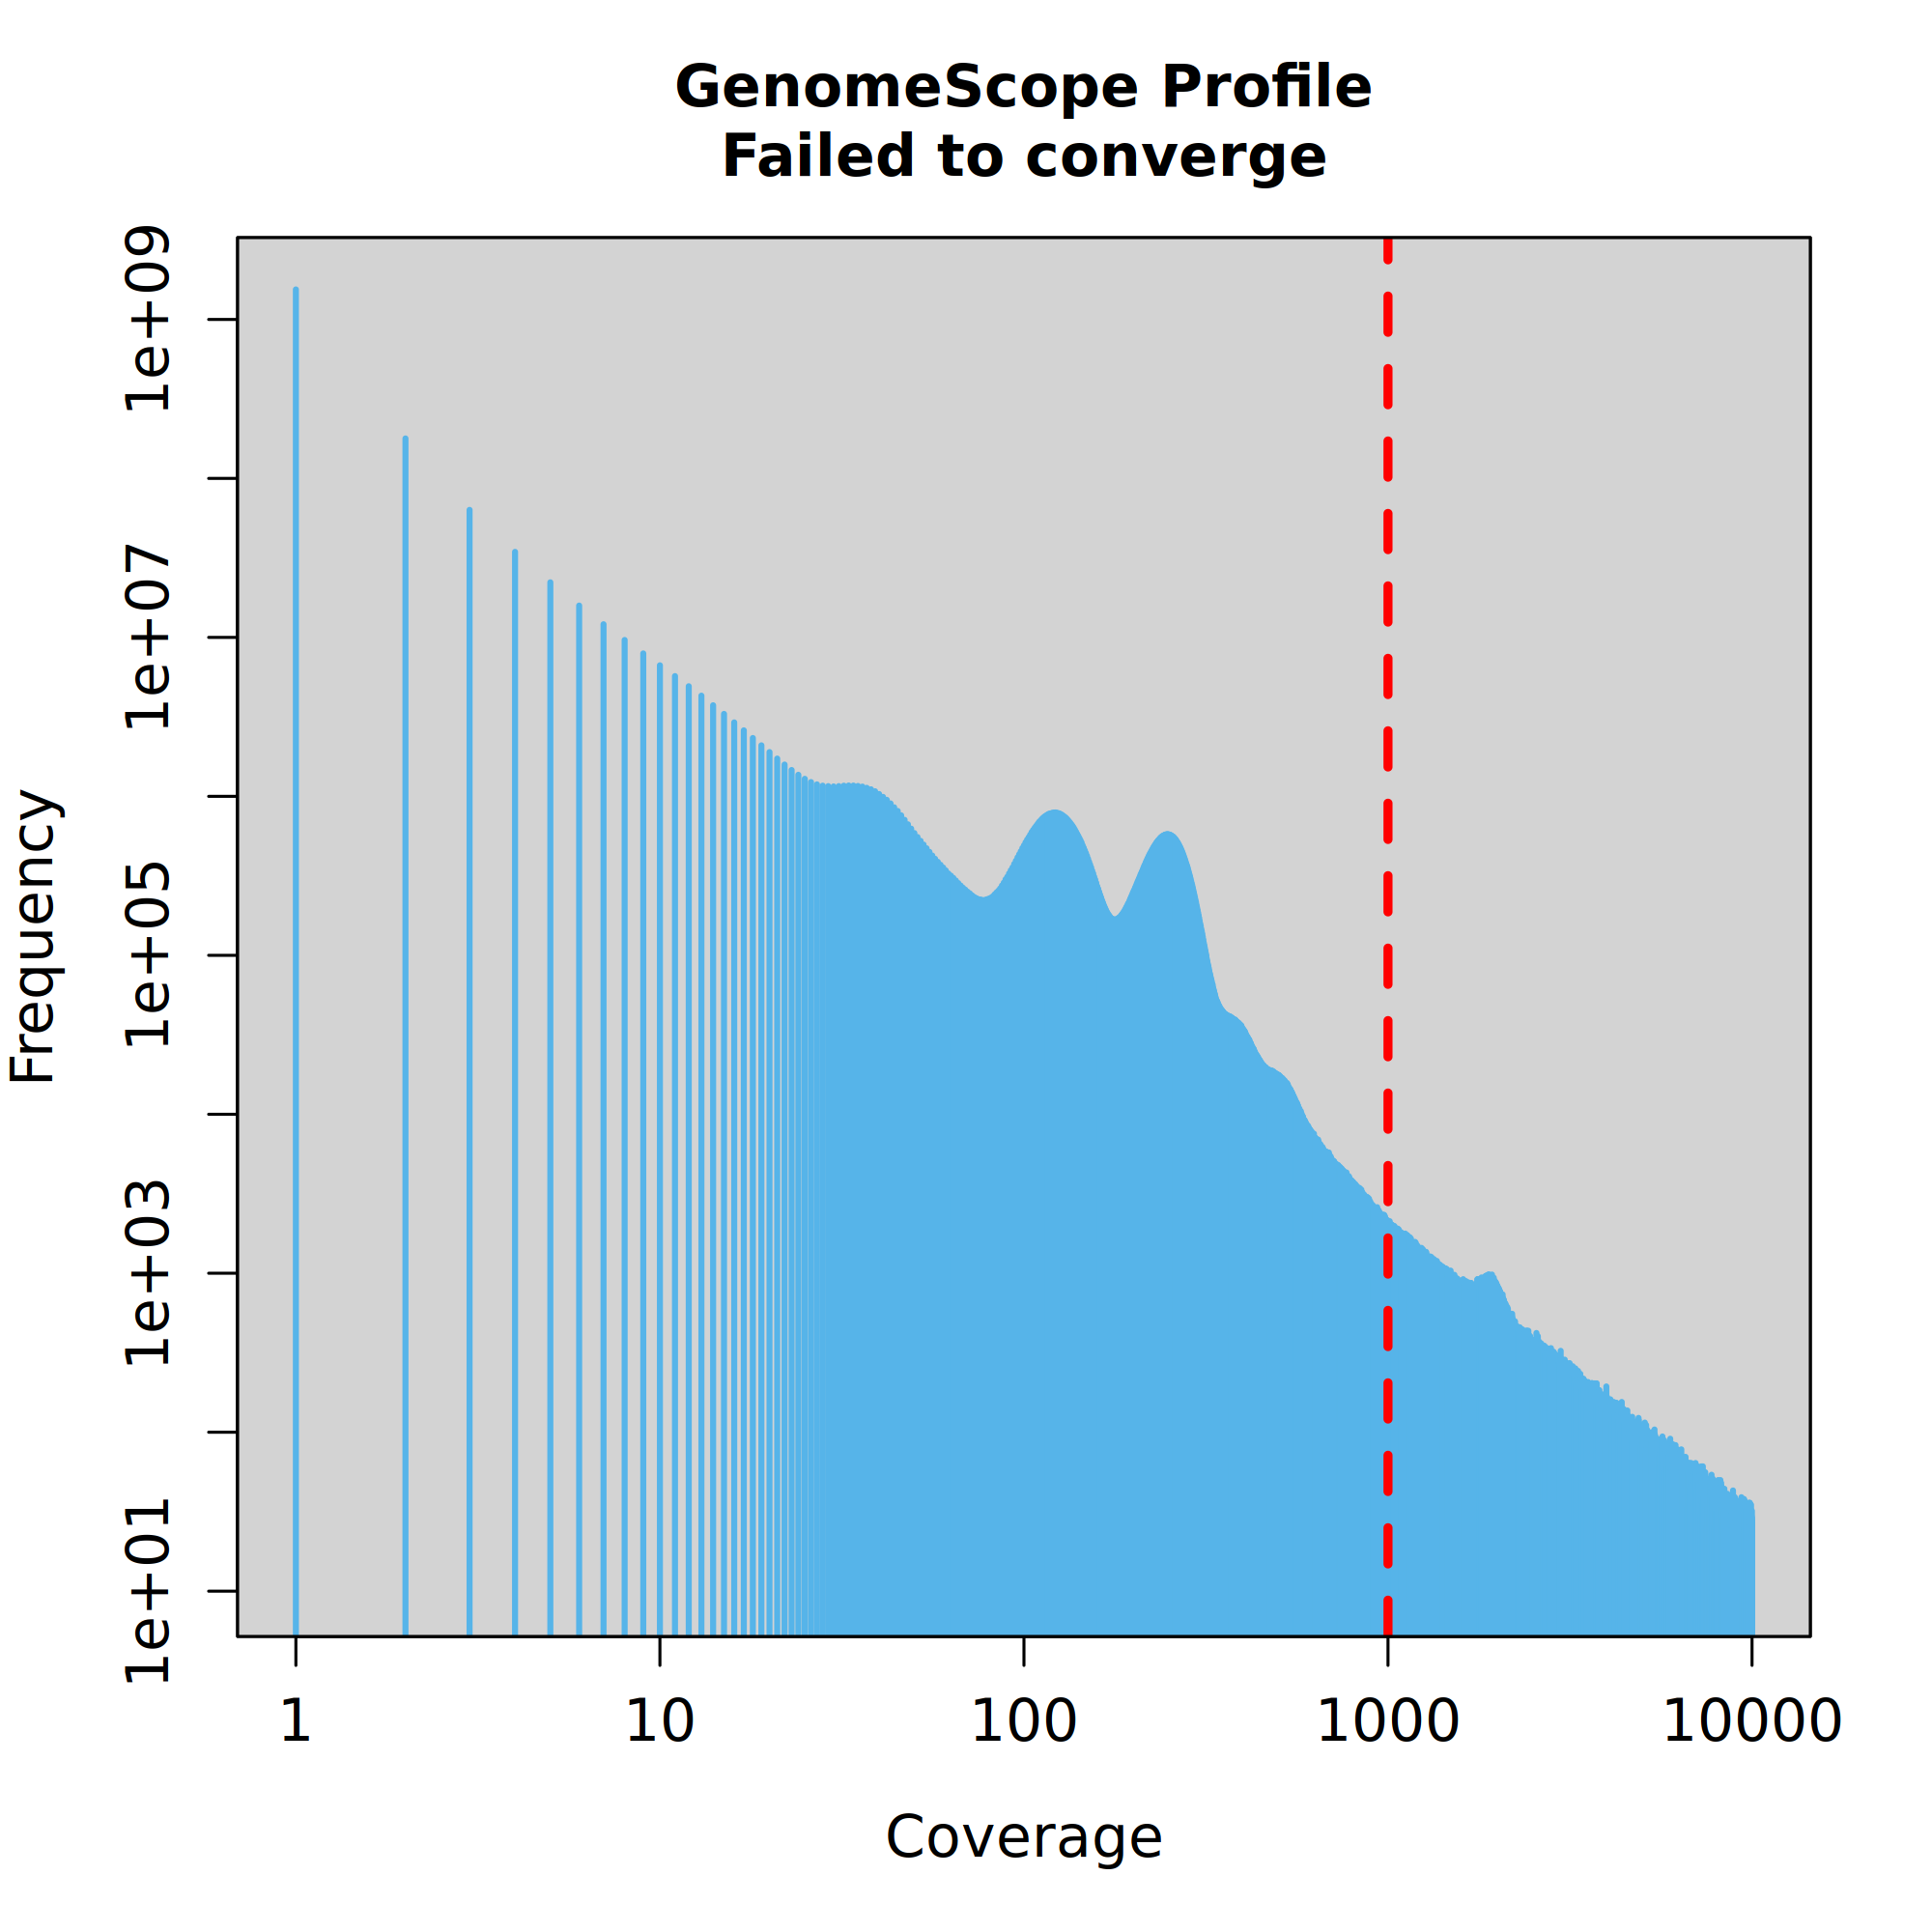 GenomeScope Profile
Failed to converge
Frequency
1e+09
1e+07
1e+05
1e+03
1e+01
1
10
100
1000
10000
Coverage